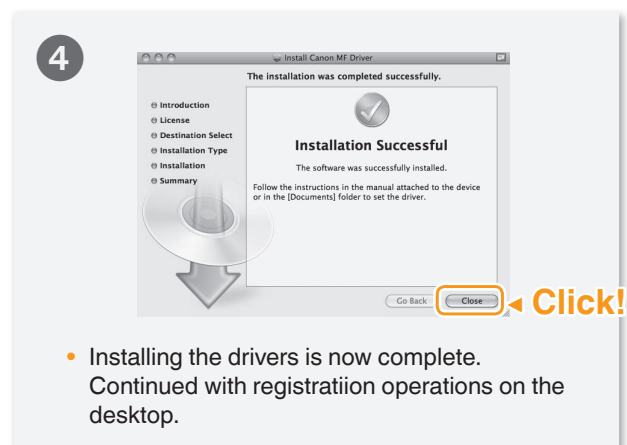 4
Install Canon MF Driver
The installation was completed successfully.
Introduction
License
Destination Select
Installation Type
Installation
Summary
Installation Successful
The software was successfully installed.
Follow the instructions in the manual attached to the device
or in the [Documents] folder to set the driver.
Go Back
Close
Click!
• Installing the drivers is now complete.
Continued with registratiion operations on the
desktop.